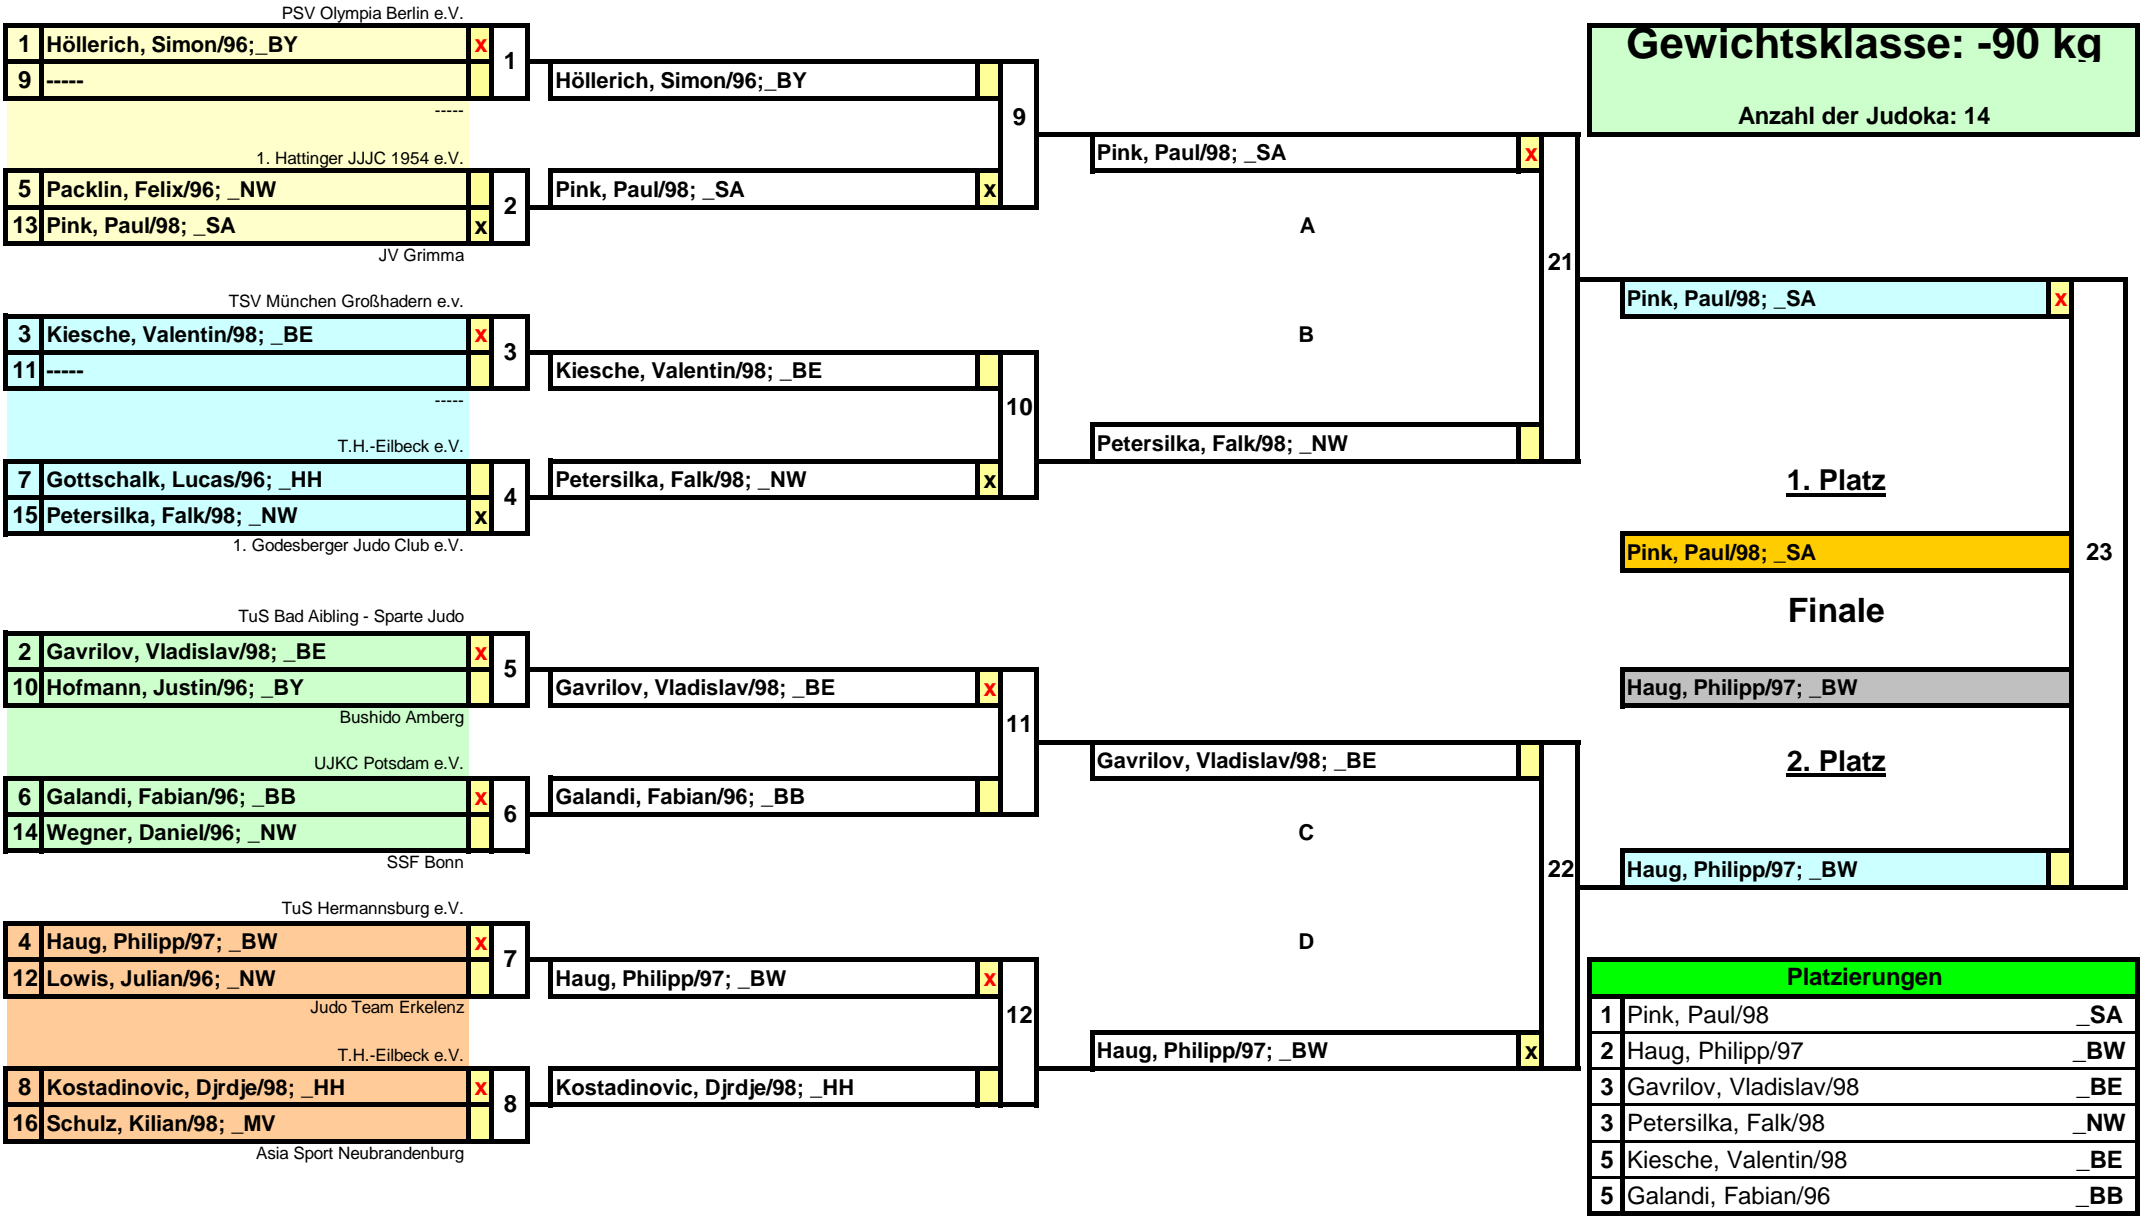 PSV Olympia Berlin e.V.
1 Höllerich, Simon/96;_BY x
1
9 -----
-----
1. Hattinger JJJC 1954 e.V.
5 Packlin, Felix/96; _NW
2
13 Pink, Paul/98; _SA x
JV Grimma
TSV München Großhadern e.v.
3 Kiesche, Valentin/98; _BE x
3
11 -----
-----
T.H.-Eilbeck e.V.
7 Gottschalk, Lucas/96; _HH
4
15 Petersilka, Falk/98; _NW x
1. Godesberger Judo Club e.V.
TuS Bad Aibling - Sparte Judo
2 Gavrilov, Vladislav/98; _BE x
5
10 Hofmann, Justin/96; _BY
Bushido Amberg
UJKC Potsdam e.V.
6 Galandi, Fabian/96; _BB x
6
14 Wegner, Daniel/96; _NW
SSF Bonn
TuS Hermannsburg e.V.
4 Haug, Philipp/97; _BW x
7
12 Lowis, Julian/96; _NW
Judo Team Erkelenz
T.H.-Eilbeck e.V.
8 Kostadinovic, Djrdje/98; _HH x
8
16 Schulz, Kilian/98; _MV
Asia Sport Neubrandenburg
Höllerich, Simon/96;_BY
9
Pink, Paul/98; _SA x
Kiesche, Valentin/98; _BE
10
Petersilka, Falk/98; _NW x
Gavrilov, Vladislav/98; _BE x
11
Galandi, Fabian/96; _BB
Haug, Philipp/97; _BW x
12
Kostadinovic, Djrdje/98; _HH
Pink, Paul/98; _SA x
A
21
B
Petersilka, Falk/98; _NW
Gavrilov, Vladislav/98; _BE
C
22
D
Haug, Philipp/97; _BW x
Gewichtsklasse: -90 kg
Anzahl der Judoka: 14
Pink, Paul/98; _SA x
1. Platz
Pink, Paul/98; _SA
23
Finale
Haug, Philipp/97; _BW
2. Platz
Haug, Philipp/97; _BW
Platzierungen
1 Pink, Paul/98 _SA
2 Haug, Philipp/97 _BW
3 Gavrilov, Vladislav/98 _BE
3 Petersilka, Falk/98 _NW
5 Kiesche, Valentin/98 _BE
5 Galandi, Fabian/96 _BB